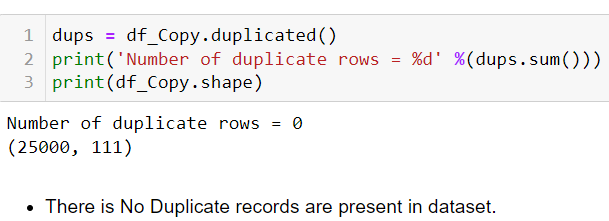 1 dups = df_Copy.duplicated()
2 print('Number of duplicate rows = %d' %(dups.sum()))
3 print(df_Copy.shape)
Number of duplicate rows = 0
(25000, 111)
• There is No Duplicate records are present in dataset.